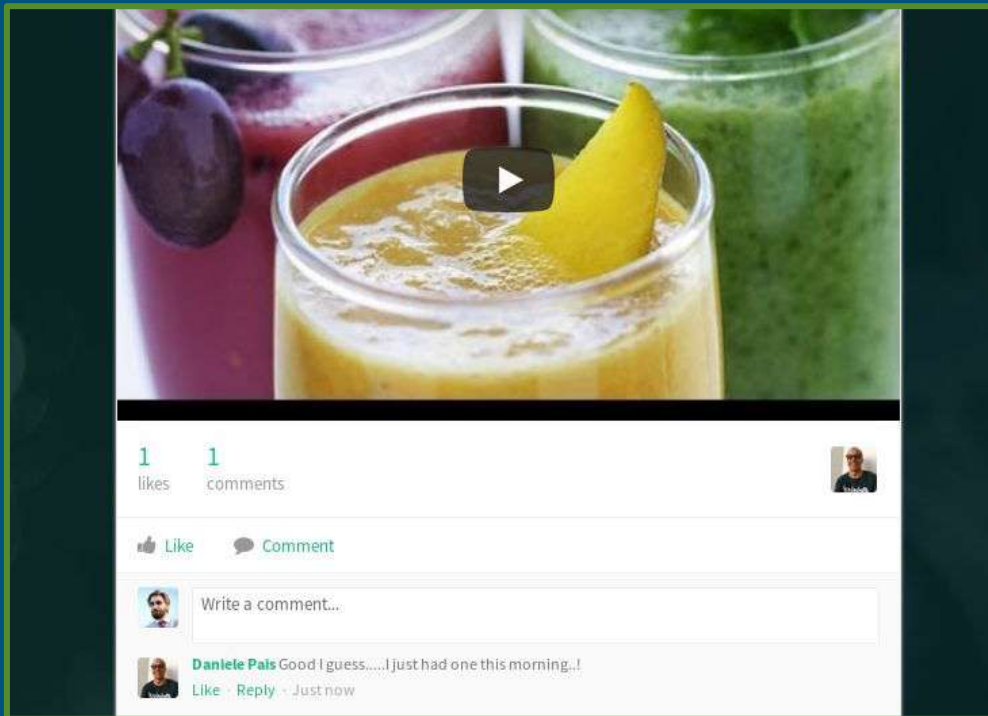 1 1
likes comments
Like Comment
Write a comment...
Daniele Pais Good I guess.....I just had one this morning..!
Like · Reply · Just now